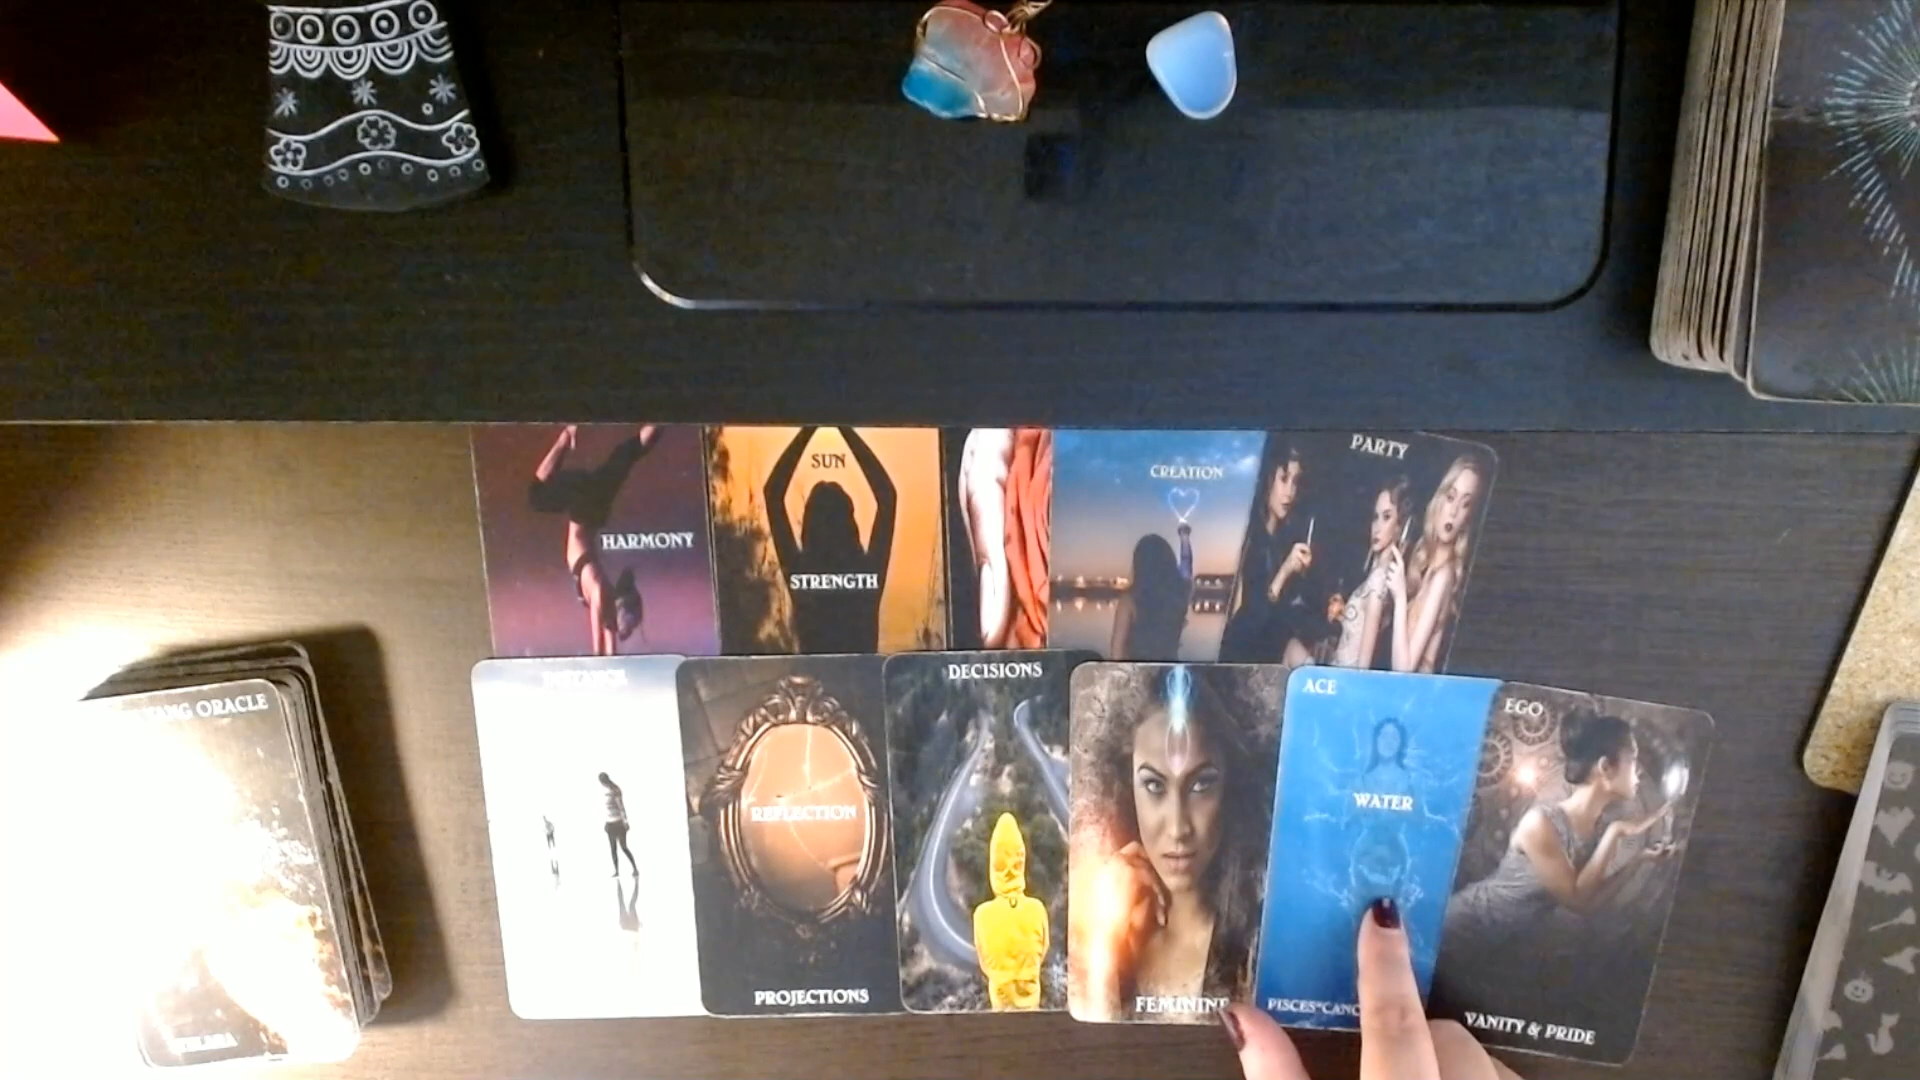 PARTY
SUN
CREATION
HARMONY
STRENGTH
DECISIONS
ACE
EGO
ORACLE
WATER
REFLECTION
PROJECTIONS
FEMININE
VANITY & PRIDE